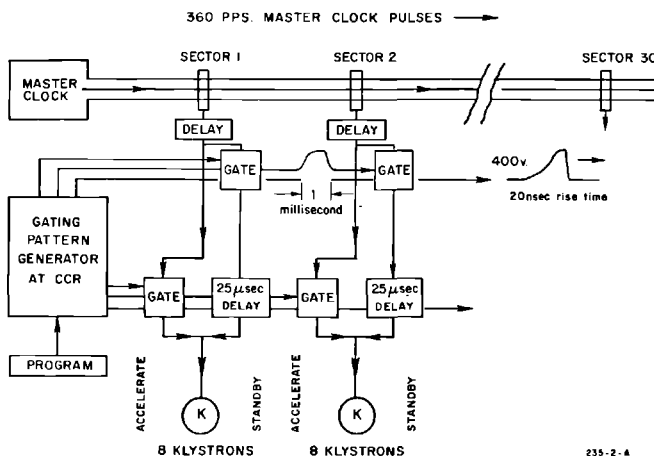 360 PPS. MASTER CLOCK PULSES
SECTOR 1
SECTOR 2
SECTOR 30
MASTER
CLOCK
DELAY
DELAY
GATE
GATE
400v.
20nsec rise time
1
millisecond
GATING
PATTERN
GENERATOR
AT CCR
GATE
25μsec
DELAY
GATE
25μsec
DELAY
PROGRAM
ACCELERATE
K
STANDBY
ACCELERATE
K
STANDBY
8 KLYSTRONS
8 KLYSTRONS
235-2-A